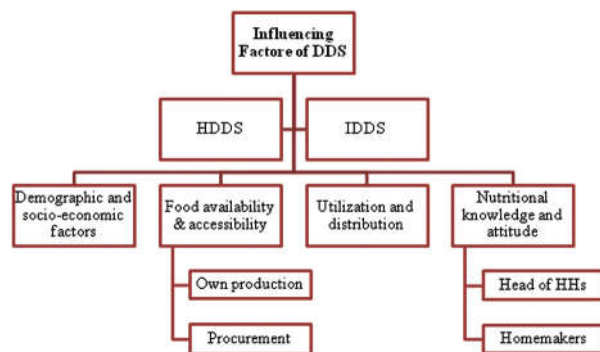 Influencing
Factore of DDS
HDDS
IDDS
Demographic and
socio-economic
factors
Food availability
& accessibility
Utilization and
distribution
Nutritional
knowledge and
attitude
Own production
Procurement
Head of HHs
Homemakers